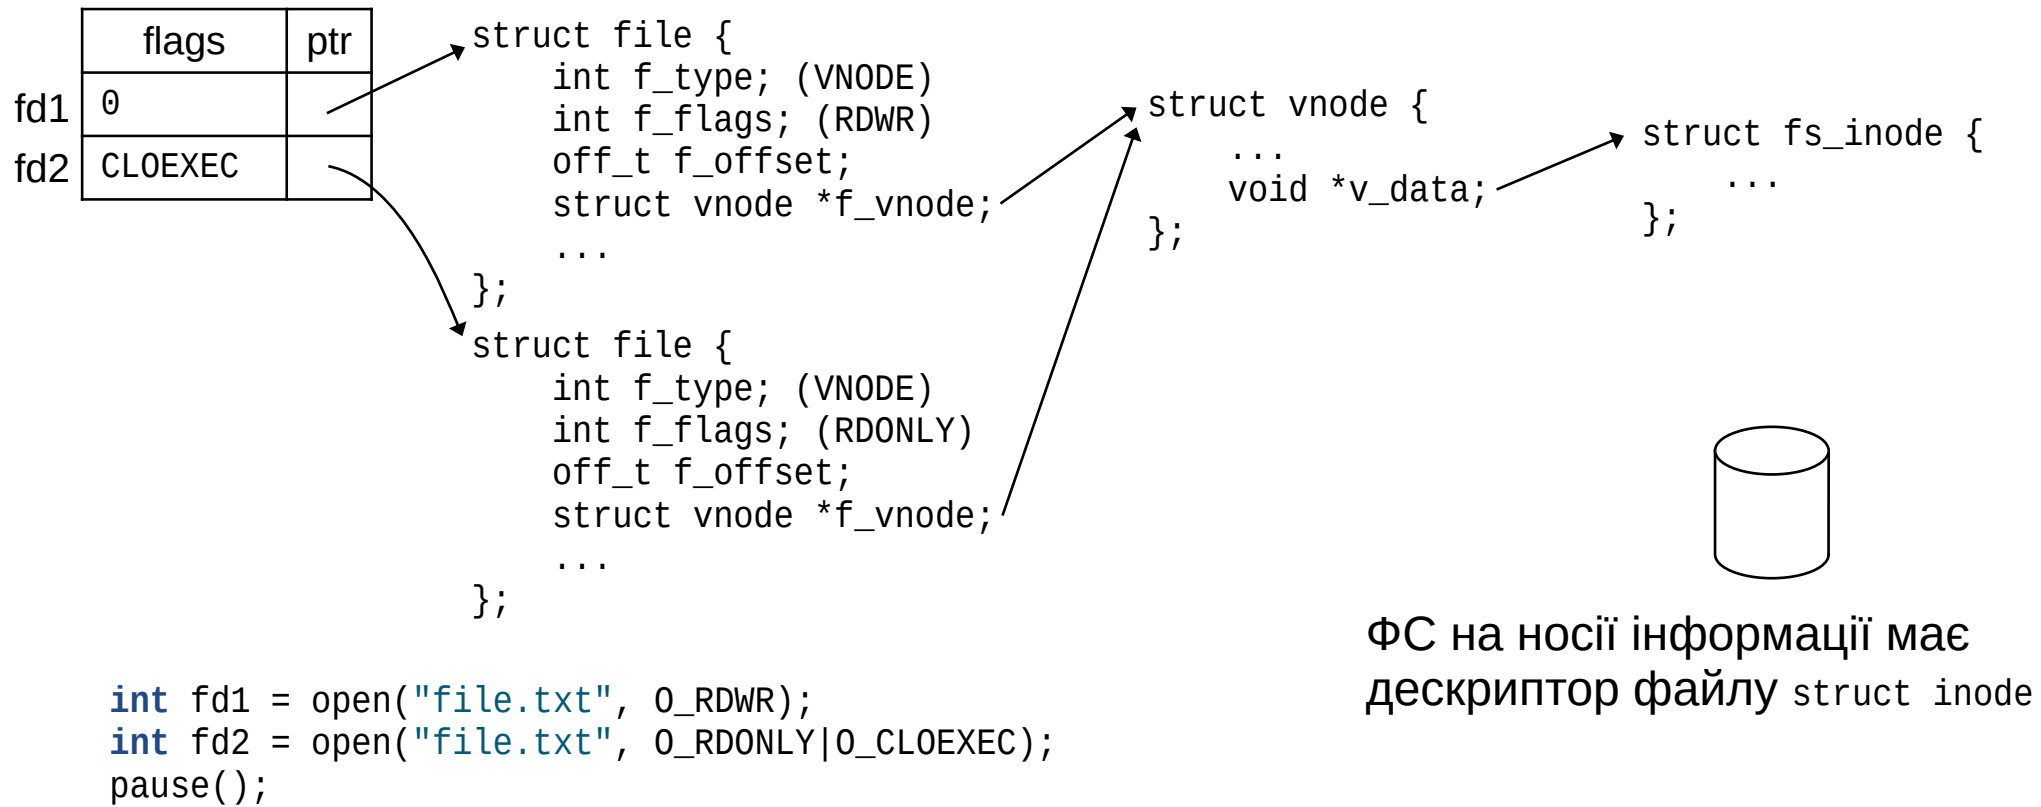 flags ptr
fd1 0
fd2 CLOEXEC
struct file {
int f_type; (VNODE)
int f_flags; (RDWR)
off_t f_offset;
struct vnode *f_vnode;
...
};
struct file {
int f_type; (VNODE)
int f_flags; (RDONLY)
off_t f_offset;
struct vnode *f_vnode;
...
};
struct vnode {
...
void *v_data;
};
struct fs_inode {
...
};
ФС на носії інформації має
дескриптор файлу struct inode
int fd1 = open("file.txt", O_RDWR);
int fd2 = open("file.txt", O_RDONLY|O_CLOEXEC);
pause();